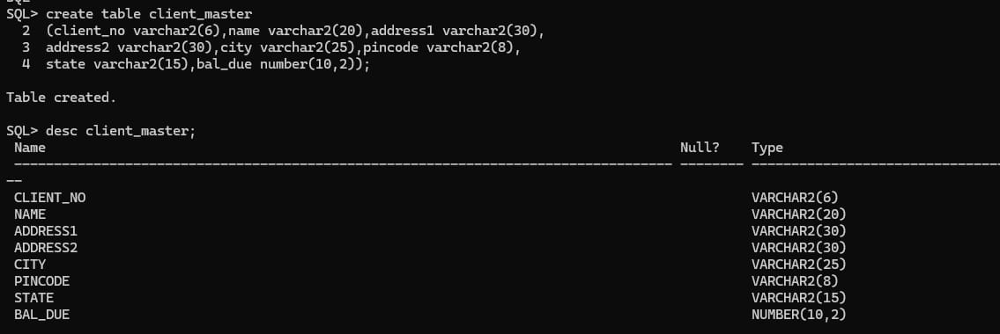 SQL> create table client_master
  2  (client_no varchar2(6),name varchar2(20),address1 varchar2(30),
  3  address2 varchar2(30),city varchar2(25),pincode varchar2(8),
  4  state varchar2(15),bal_due number(10,2));
Table created.
SQL> desc client_master;
 Name                                                                                Null?    Type
 ----------------------------------------------------------------------------------- -------- --------------------------------
--
 CLIENT_NO                                                                                    VARCHAR2(6)
 NAME                                                                                         VARCHAR2(20)
 ADDRESS1                                                                                     VARCHAR2(30)
 ADDRESS2                                                                                     VARCHAR2(30)
 CITY                                                                                         VARCHAR2(25)
 PINCODE                                                                                      VARCHAR2(8)
 STATE                                                                                        VARCHAR2(15)
 BAL_DUE                                                                                      NUMBER(10,2)